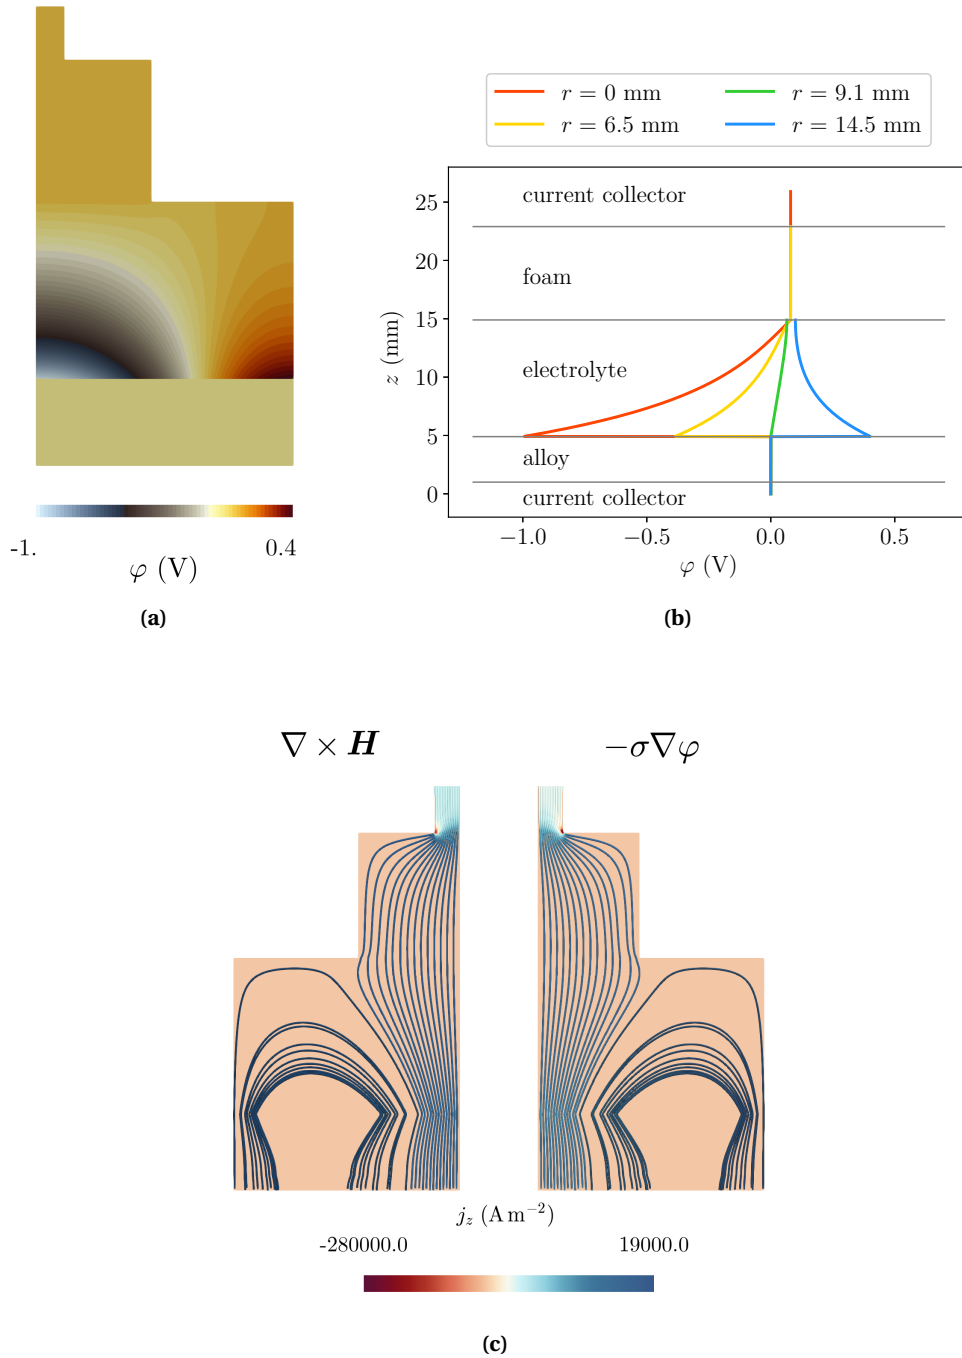 -1.
0.4
φ (V)
(a)
r = 0 mm
r = 6.5 mm
r = 9.1 mm
r = 14.5 mm
25
20
15
10
5
0
z (mm)
current collector
foam
electrolyte
alloy
current collector
−1.0
−0.5
0.0
0.5
φ (V)
(b)
∇ × H
−σ∇φ
j_z (A m⁻²)
-280000.0
19000.0
(c)